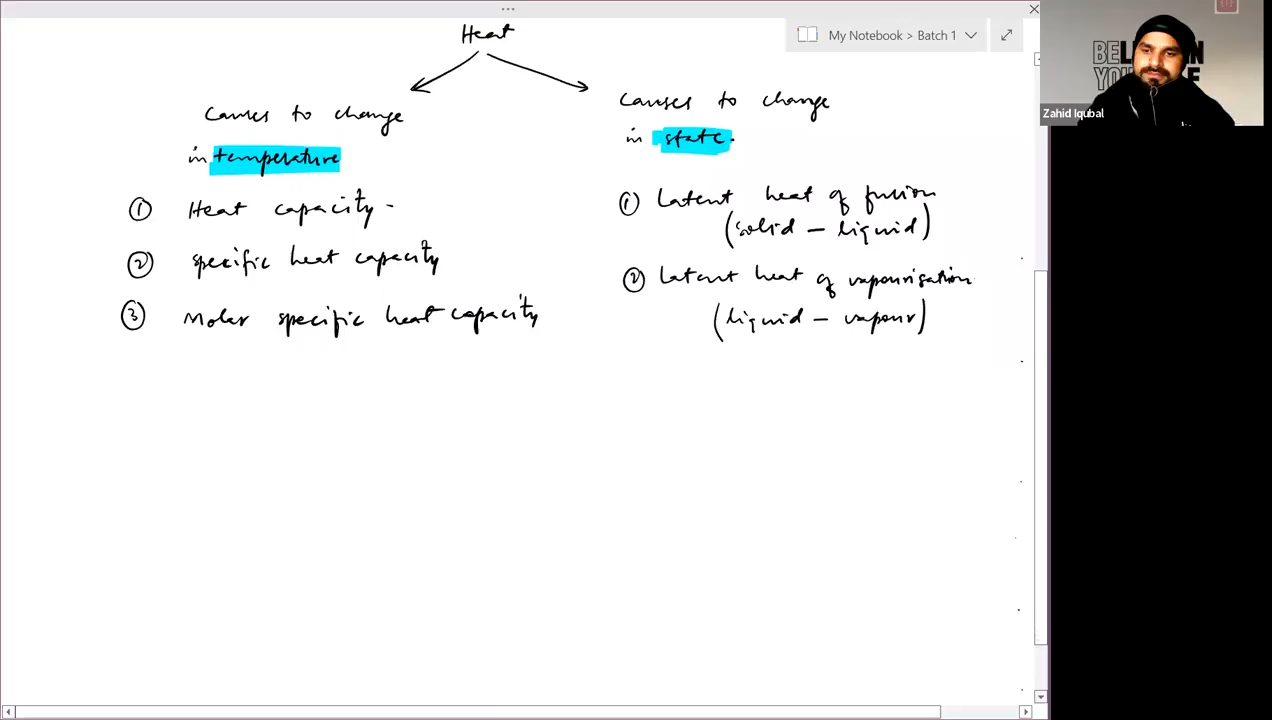 Heat
My Notebook > Batch 1
Causes to change
in temperature
① Heat capacity -
② specific heat capacity
③ Molar specific heat capacity
Causes to change
in state.
① Latent heat of fusion
(solid - liquid)
② Latent heat of vapourisation
(liquid - vapour)
Zahid Iqubal